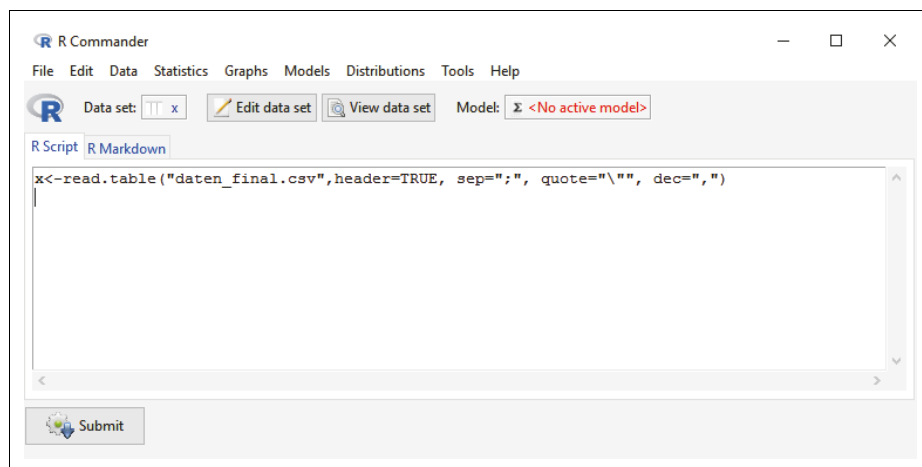 R Commander
File Edit Data Statistics Graphs Models Distributions Tools Help
R Data set: x Edit data set View data set Model: Σ <No active model>
R Script R Markdown
x<-read.table("daten_final.csv",header=TRUE, sep=";", quote="\"", dec=",")
Submit